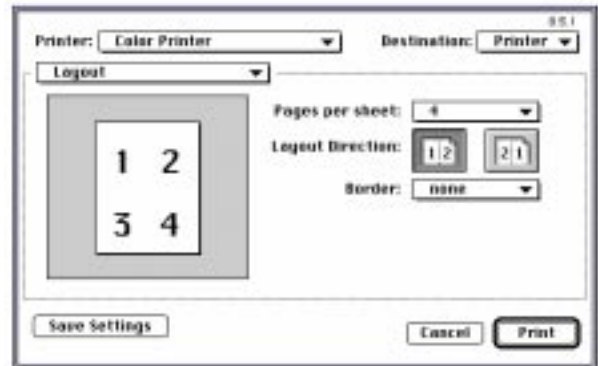 8.5.1
Printer: Color Printer Destination: Printer
Layout
Pages per sheet: 4
Layout Direction: 1 2 2 1
Border: none
1 2
3 4
Save Settings Cancel Print